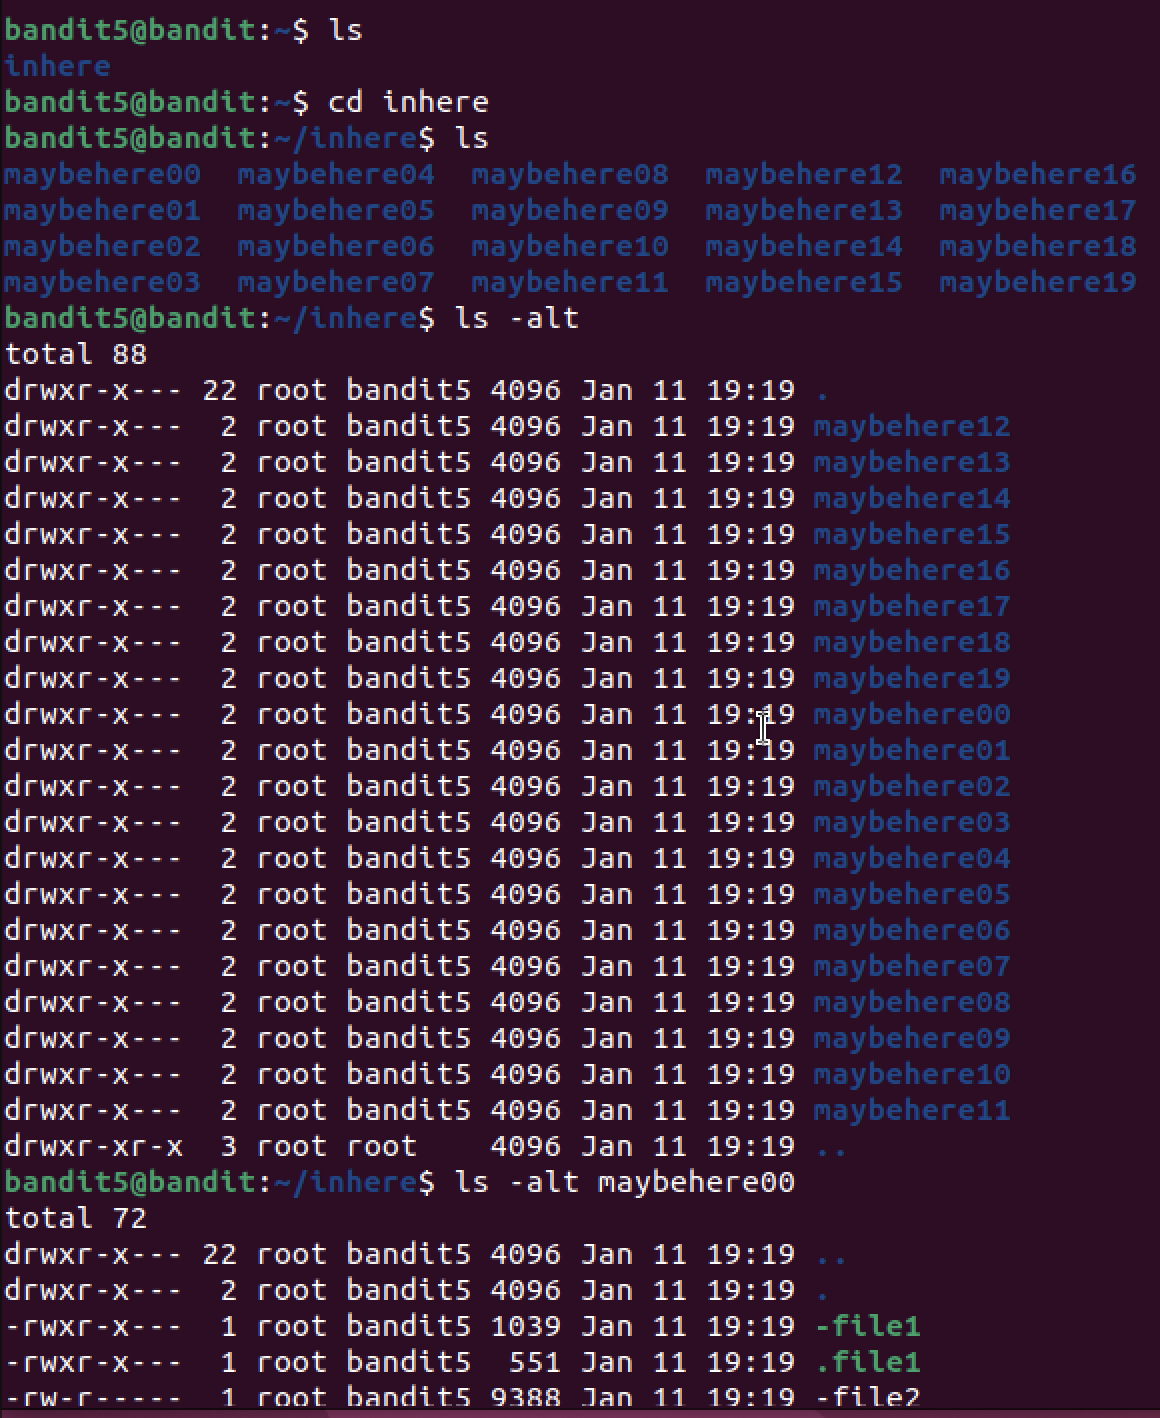 bandit5@bandit:~$ ls
inhere
bandit5@bandit:~$ cd inhere
bandit5@bandit:~/inhere$ ls
maybehere00  maybehere04  maybehere08  maybehere12  maybehere16
maybehere01  maybehere05  maybehere09  maybehere13  maybehere17
maybehere02  maybehere06  maybehere10  maybehere14  maybehere18
maybehere03  maybehere07  maybehere11  maybehere15  maybehere19
bandit5@bandit:~/inhere$ ls -alt
total 88
drwxr-x--- 22 root bandit5 4096 Jan 11 19:19 .
drwxr-x---  2 root bandit5 4096 Jan 11 19:19 maybehere12
drwxr-x---  2 root bandit5 4096 Jan 11 19:19 maybehere13
drwxr-x---  2 root bandit5 4096 Jan 11 19:19 maybehere14
drwxr-x---  2 root bandit5 4096 Jan 11 19:19 maybehere15
drwxr-x---  2 root bandit5 4096 Jan 11 19:19 maybehere16
drwxr-x---  2 root bandit5 4096 Jan 11 19:19 maybehere17
drwxr-x---  2 root bandit5 4096 Jan 11 19:19 maybehere18
drwxr-x---  2 root bandit5 4096 Jan 11 19:19 maybehere19
drwxr-x---  2 root bandit5 4096 Jan 11 19:19 maybehere00
drwxr-x---  2 root bandit5 4096 Jan 11 19:19 maybehere01
drwxr-x---  2 root bandit5 4096 Jan 11 19:19 maybehere02
drwxr-x---  2 root bandit5 4096 Jan 11 19:19 maybehere03
drwxr-x---  2 root bandit5 4096 Jan 11 19:19 maybehere04
drwxr-x---  2 root bandit5 4096 Jan 11 19:19 maybehere05
drwxr-x---  2 root bandit5 4096 Jan 11 19:19 maybehere06
drwxr-x---  2 root bandit5 4096 Jan 11 19:19 maybehere07
drwxr-x---  2 root bandit5 4096 Jan 11 19:19 maybehere08
drwxr-x---  2 root bandit5 4096 Jan 11 19:19 maybehere09
drwxr-x---  2 root bandit5 4096 Jan 11 19:19 maybehere10
drwxr-x---  2 root bandit5 4096 Jan 11 19:19 maybehere11
drwxr-xr-x  3 root root    4096 Jan 11 19:19 ..
bandit5@bandit:~/inhere$ ls -alt maybehere00
total 72
drwxr-x--- 22 root bandit5 4096 Jan 11 19:19 ..
drwxr-x---  2 root bandit5 4096 Jan 11 19:19 .
-rwxr-x---  1 root bandit5 1039 Jan 11 19:19 -file1
-rwxr-x---  1 root bandit5  551 Jan 11 19:19 .file1
-rw-r-----  1 root bandit5 9388 Jan 11 19:19 -file2